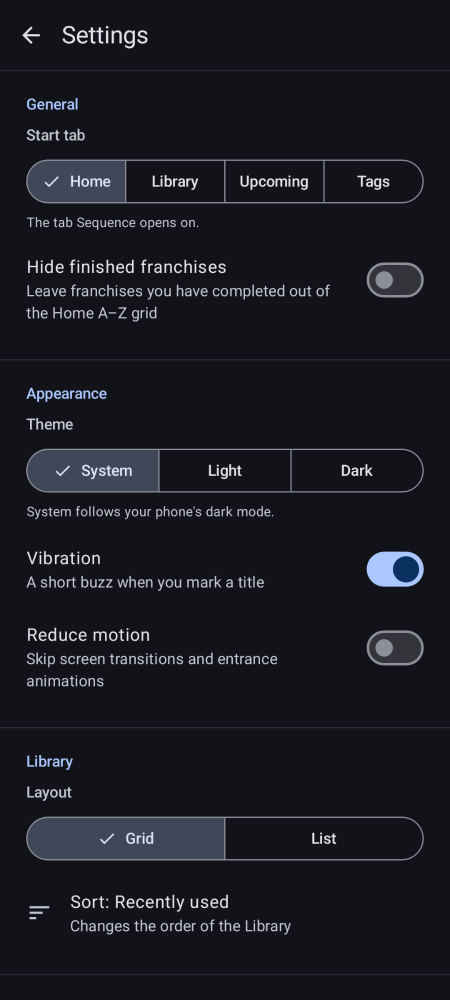 Settings
General
Start tab
Home Library Upcoming Tags
The tab Sequence opens on.
Hide finished franchises
Leave franchises you have completed out of
the Home A–Z grid
Appearance
Theme
System Light Dark
System follows your phone's dark mode.
Vibration
A short buzz when you mark a title
Reduce motion
Skip screen transitions and entrance
animations
Library
Layout
Grid List
Sort: Recently used
Changes the order of the Library